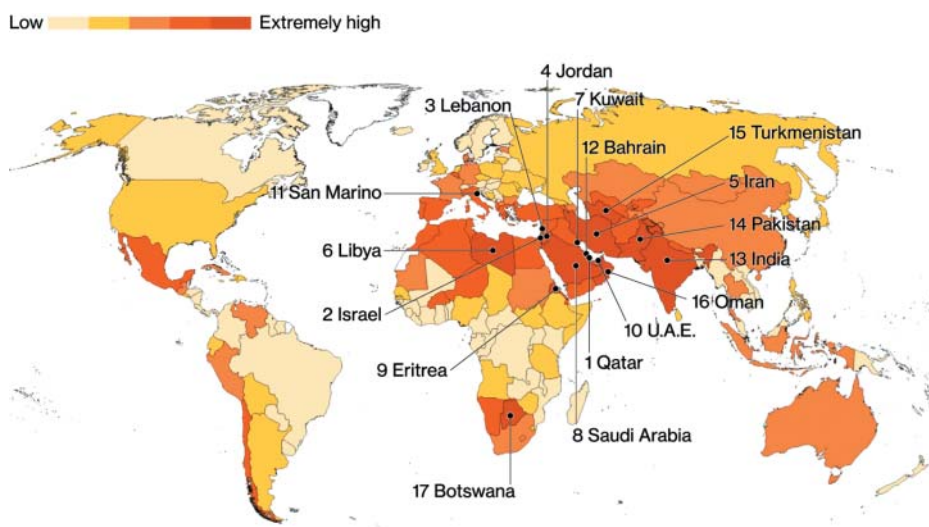 Low Extremely high
4 Jordan
3 Lebanon
7 Kuwait
15 Turkmenistan
12 Bahrain
5 Iran
11 San Marino
14 Pakistan
6 Libya
13 India
2 Israel
16 Oman
10 U.A.E.
9 Eritrea
1 Qatar
8 Saudi Arabia
17 Botswana